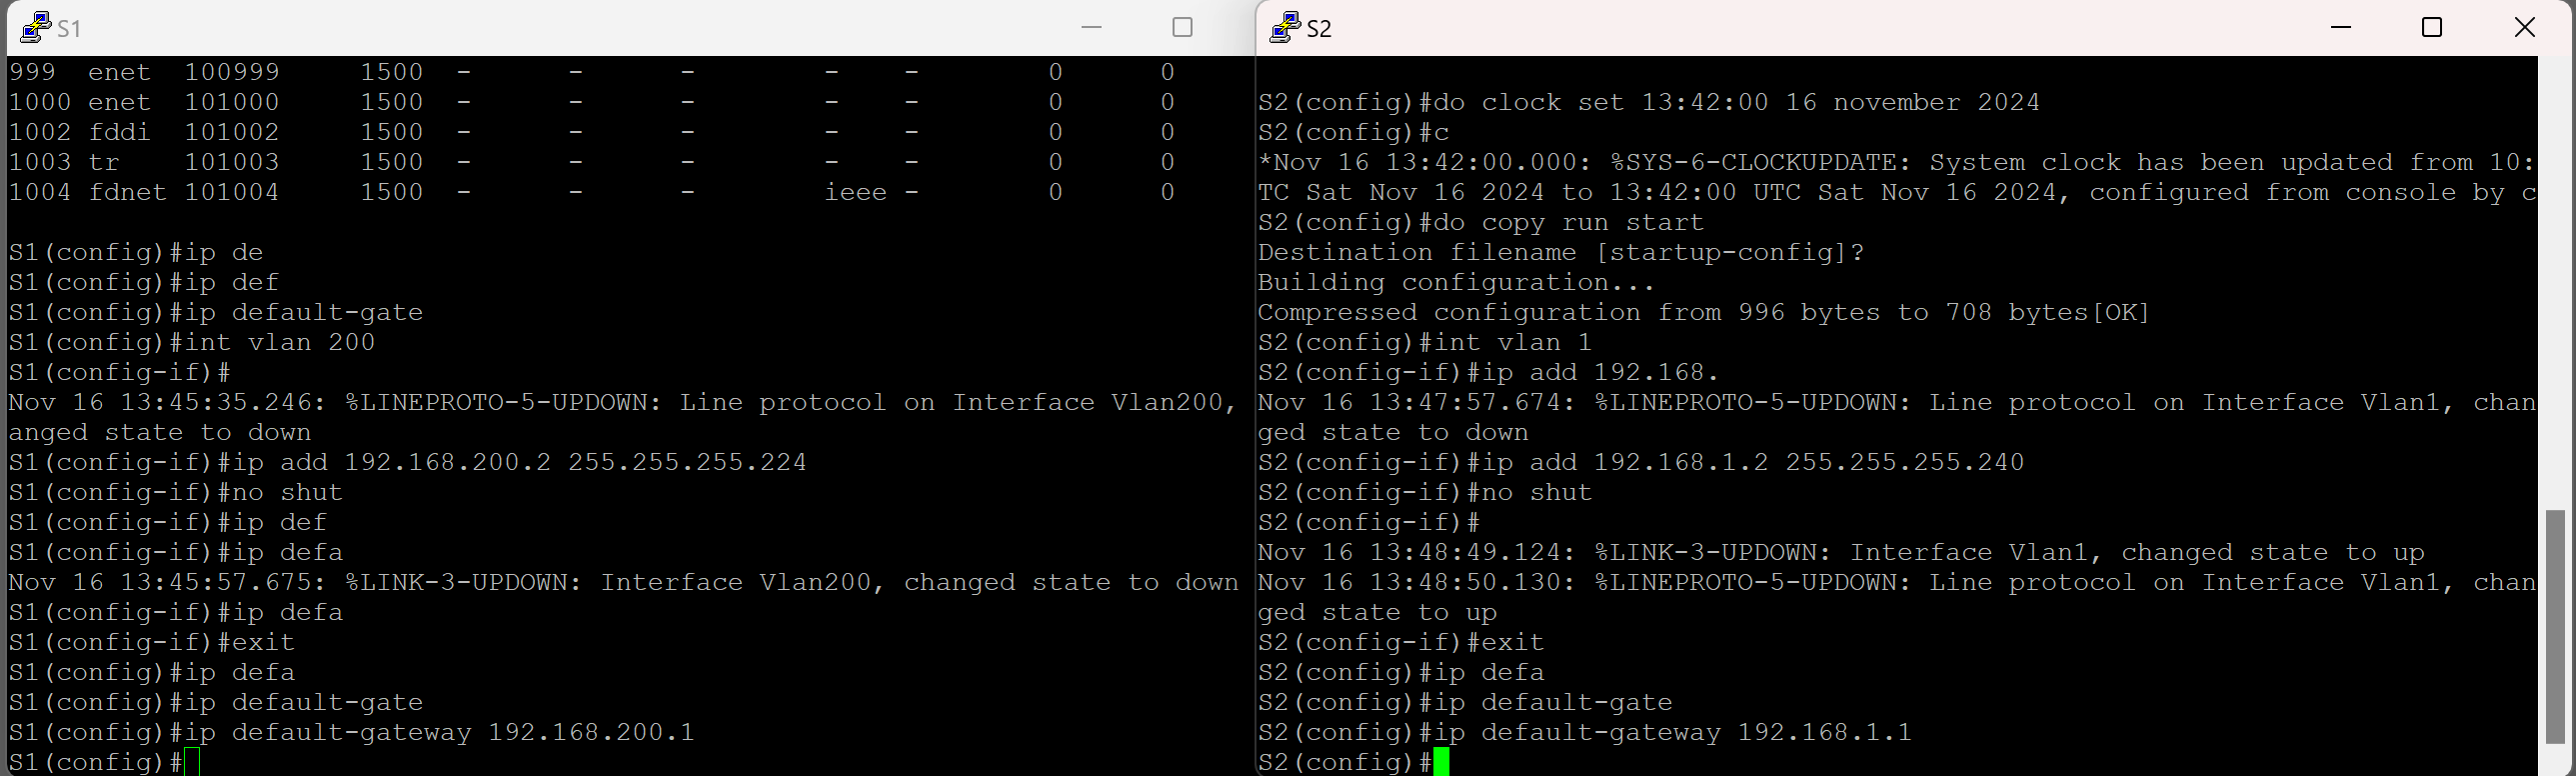 S1
999  enet  100999     1500  -      -      -        -    -        0      0
1000 enet  101000     1500  -      -      -        -    -        0      0
1002 fddi  101002     1500  -      -      -        -    -        0      0
1003 tr    101003     1500  -      -      -        -    -        0      0
1004 fdnet 101004     1500  -      -      -        ieee -        0      0
S1(config)#ip de
S1(config)#ip def
S1(config)#ip default-gate
S1(config)#int vlan 200
S1(config-if)#
Nov 16 13:45:35.246: %LINEPROTO-5-UPDOWN: Line protocol on Interface Vlan200,
anged state to down
S1(config-if)#ip add 192.168.200.2 255.255.255.224
S1(config-if)#no shut
S1(config-if)#ip def
S1(config-if)#ip defa
Nov 16 13:45:57.675: %LINK-3-UPDOWN: Interface Vlan200, changed state to down
S1(config-if)#ip defa
S1(config-if)#exit
S1(config)#ip defa
S1(config)#ip default-gate
S1(config)#ip default-gateway 192.168.200.1
S1(config)#
S2
S2(config)#do clock set 13:42:00 16 november 2024
S2(config)#c
*Nov 16 13:42:00.000: %SYS-6-CLOCKUPDATE: System clock has been updated from 10:
TC Sat Nov 16 2024 to 13:42:00 UTC Sat Nov 16 2024, configured from console by c
S2(config)#do copy run start
Destination filename [startup-config]?
Building configuration...
Compressed configuration from 996 bytes to 708 bytes[OK]
S2(config)#int vlan 1
S2(config-if)#ip add 192.168.
Nov 16 13:47:57.674: %LINEPROTO-5-UPDOWN: Line protocol on Interface Vlan1, chan
ged state to down
S2(config-if)#ip add 192.168.1.2 255.255.255.240
S2(config-if)#no shut
S2(config-if)#
Nov 16 13:48:49.124: %LINK-3-UPDOWN: Interface Vlan1, changed state to up
Nov 16 13:48:50.130: %LINEPROTO-5-UPDOWN: Line protocol on Interface Vlan1, chan
ged state to up
S2(config-if)#exit
S2(config)#ip defa
S2(config)#ip default-gate
S2(config)#ip default-gateway 192.168.1.1
S2(config)#